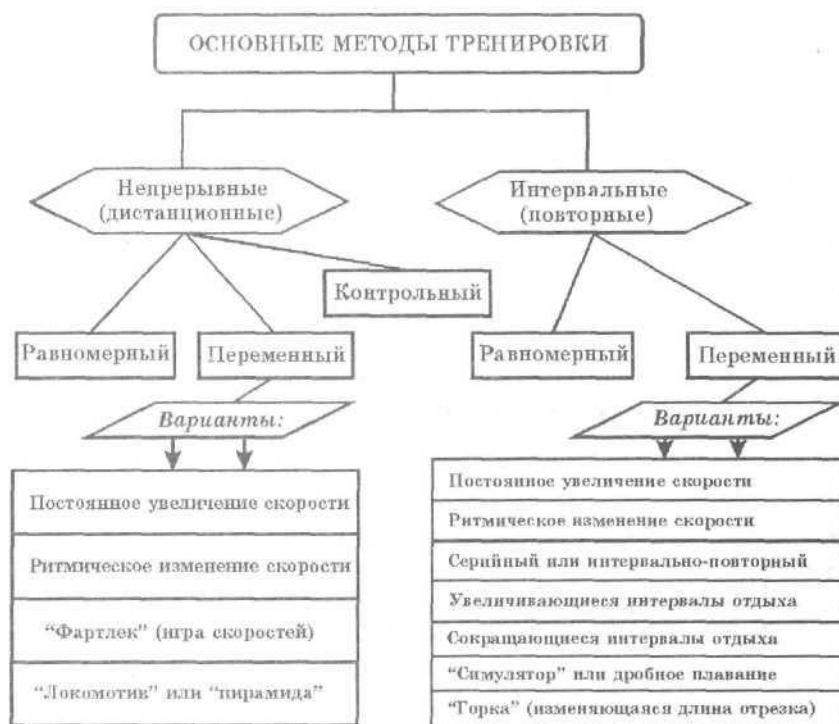 ОСНОВНЫЕ МЕТОДЫ ТРЕНИРОВКИ
Непрерывные
(дистанционные)
Интервальные
(повторные)
Контрольный
Равномерный
Переменный
Равномерный
Переменный
Варианты:
Варианты:
Постоянное увеличение скорости
Ритмическое изменение скорости
“Фартлек” (игра скоростей)
“Локомотив” или “пирамида”
Постоянное увеличение скорости
Ритмическое изменение скорости
Серийный или интервально-повторный
Увеличивающиеся интервалы отдыха
Сокращающиеся интервалы отдыха
“Симулятор” или дробное плавание
“Горка” (изменяющаяся длина отрезка)